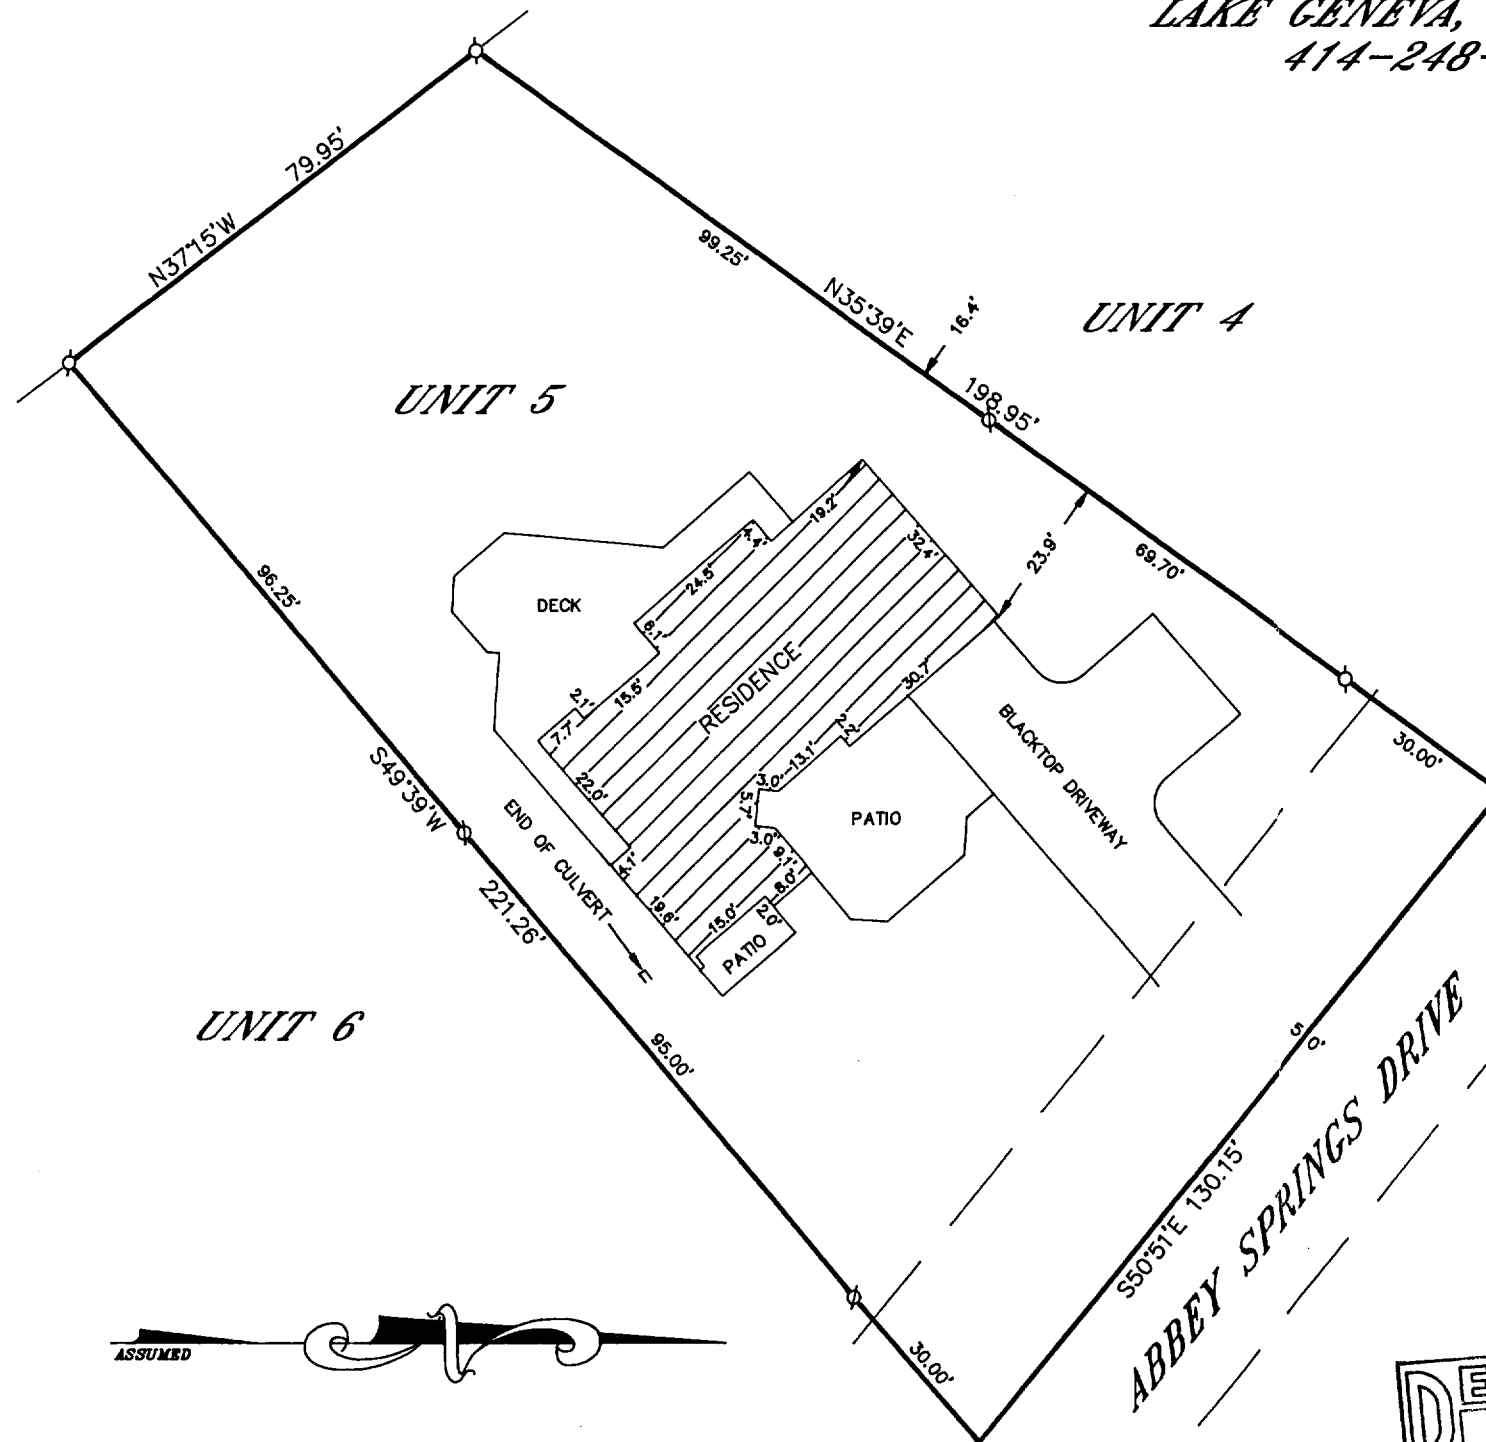 LAKE GENEVA,
414-248-
79.95'
N37°15'W
99.25'
N35°39'E
16.4'
UNIT 4
198.95'
UNIT 5
19.2'
4.4'
32.4'
23.9'
69.70'
24.5'
96.25'
DECK
6.1'
RESIDENCE
30.7'
2.1'
15.5'
7.7'
2.2'
BLACKTOP DRIVEWAY
30.00'
S49°39'W
22.0'
3.0'
13.1'
5.7'
END OF CULVERT
PATIO
3.0'
9.1'
4.1'
221.26'
19.6'
15.0'
2.0'
PATIO
UNIT 6
95.00'
S50°51'E 130.15'
ABBEY SPRINGS DRIVE
30.00'
ASSUMED